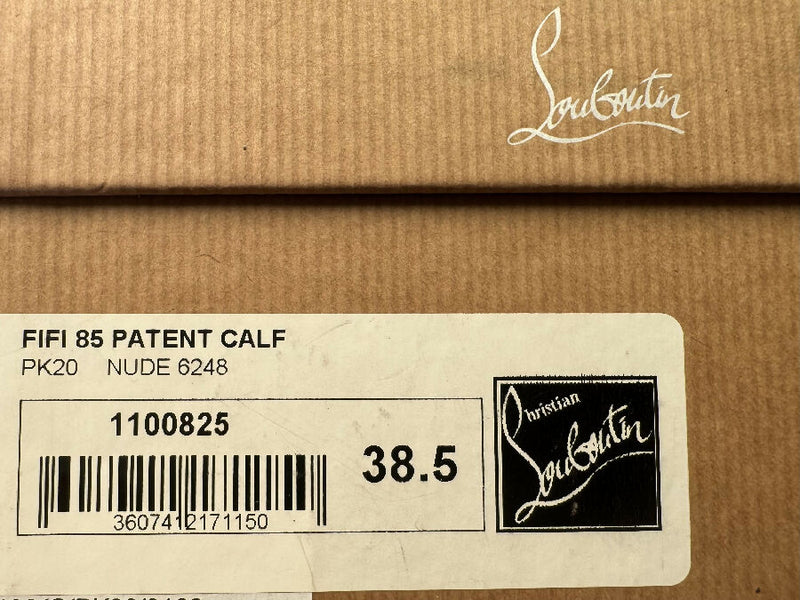 Louboutin
FIFI 85 PATENT CALF
PK20 NUDE 6248
1100825
38.5
3607412171150
Christian
Louboutin